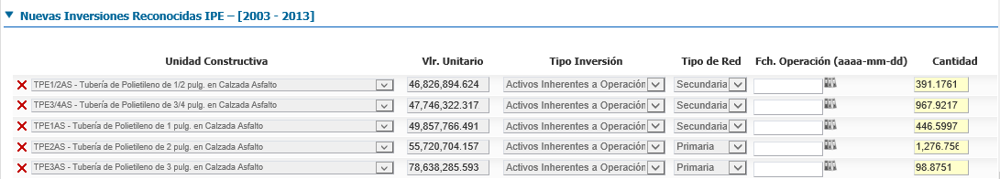 Nuevas Inversiones Reconocidas IPE – [2003 - 2013]
Unidad Constructiva Vlr. Unitario Tipo Inversión Tipo de Red Fch. Operación (aaaa-mm-dd) Cantidad
TPE1/2AS - Tubería de Polietileno de 1/2 pulg. en Calzada Asfalto 46,826,894.624 Activos Inherentes a Operación Secundaria 391.1761
TPE3/4AS - Tubería de Polietileno de 3/4 pulg. en Calzada Asfalto 47,746,322.317 Activos Inherentes a Operación Secundaria 967.9217
TPE1AS - Tubería de Polietileno de 1 pulg. en Calzada Asfalto 49,857,766.491 Activos Inherentes a Operación Secundaria 446.5997
TPE2AS - Tubería de Polietileno de 2 pulg. en Calzada Asfalto 55,720,704.157 Activos Inherentes a Operación Primaria 1,276.756
TPE3AS - Tubería de Polietileno de 3 pulg. en Calzada Asfalto 78,638,285.593 Activos Inherentes a Operación Primaria 98.8751